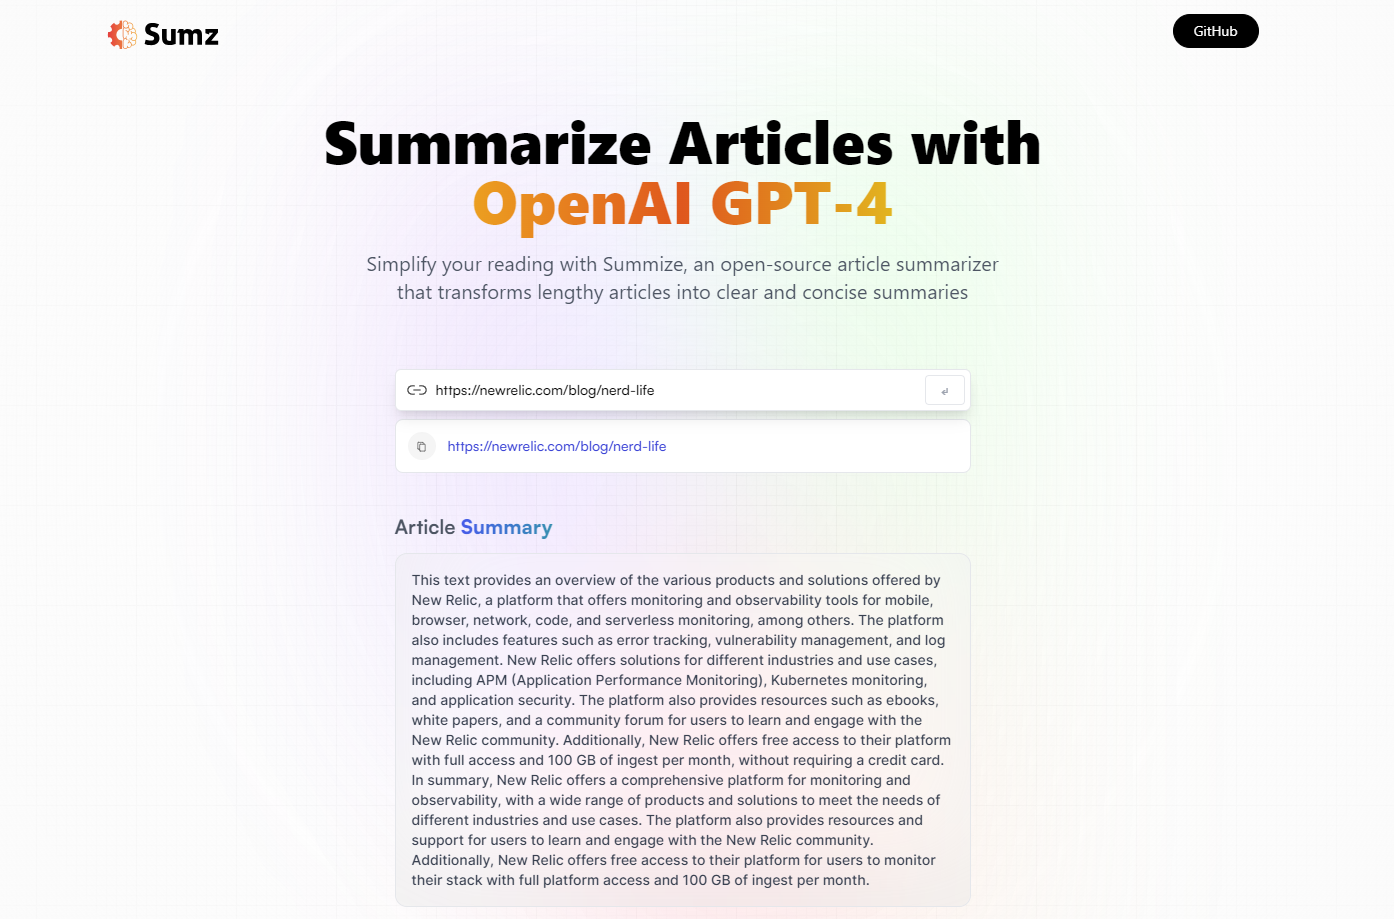 Sumz
GitHub
Summarize Articles with
OpenAI GPT-4
Simplify your reading with Summize, an open-source article summarizer
that transforms lengthy articles into clear and concise summaries
https://newrelic.com/blog/nerd-life
↵
https://newrelic.com/blog/nerd-life
Article Summary
This text provides an overview of the various products and solutions offered by
New Relic, a platform that offers monitoring and observability tools for mobile,
browser, network, code, and serverless monitoring, among others. The platform
also includes features such as error tracking, vulnerability management, and log
management. New Relic offers solutions for different industries and use cases,
including APM (Application Performance Monitoring), Kubernetes monitoring,
and application security. The platform also provides resources such as ebooks,
white papers, and a community forum for users to learn and engage with the
New Relic community. Additionally, New Relic offers free access to their platform
with full access and 100 GB of ingest per month, without requiring a credit card.
In summary, New Relic offers a comprehensive platform for monitoring and
observability, with a wide range of products and solutions to meet the needs of
different industries and use cases. The platform also provides resources and
support for users to learn and engage with the New Relic community.
Additionally, New Relic offers free access to their platform for users to monitor
their stack with full platform access and 100 GB of ingest per month.